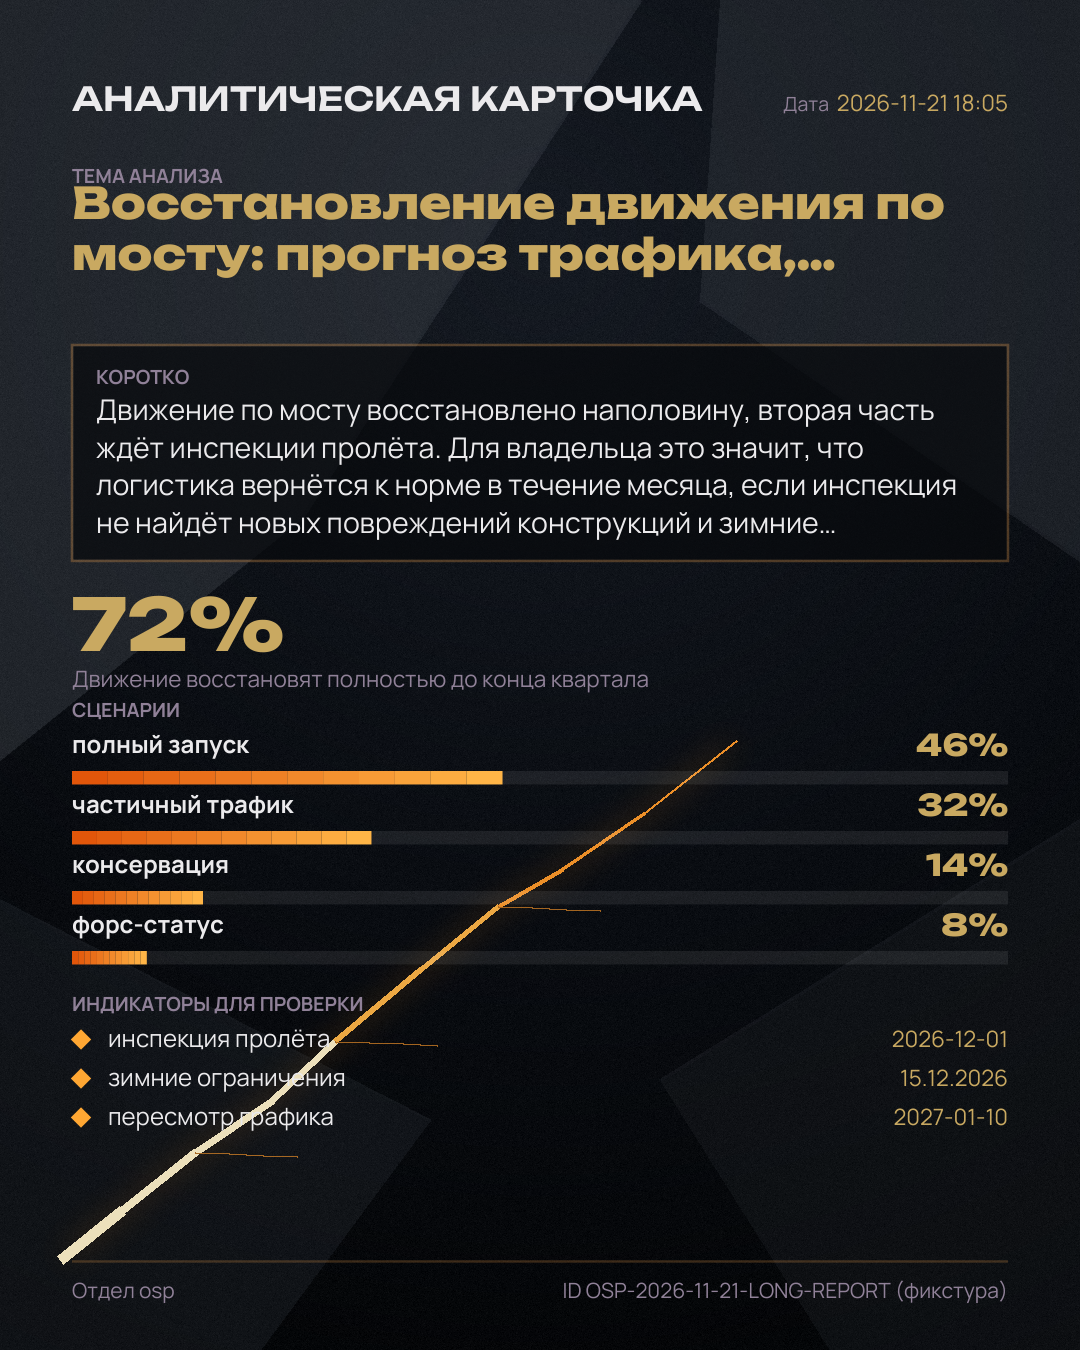 АНАЛИТИЧЕСКАЯ КАРТОЧКА
Дата 2026-11-21 18:05
ТЕМА АНАЛИЗА
Восстановление движения по
мосту: прогноз трафика,...
КОРОТКО
Движение по мосту восстановлено наполовину, вторая часть
ждёт инспекции пролёта. Для владельца это значит, что
логистика вернётся к норме в течение месяца, если инспекция
не найдёт новых повреждений конструкций и зимние...
72%
Движение восстановят полностью до конца квартала
СЦЕНАРИИ
полный запуск 46%
частичный трафик 32%
консервация 14%
форс-статус 8%
ИНДИКАТОРЫ ДЛЯ ПРОВЕРКИ
инспекция пролёта 2026-12-01
зимние ограничения 15.12.2026
пересмотр графика 2027-01-10
Отдел osp
ID OSP-2026-11-21-LONG-REPORT (фикстура)